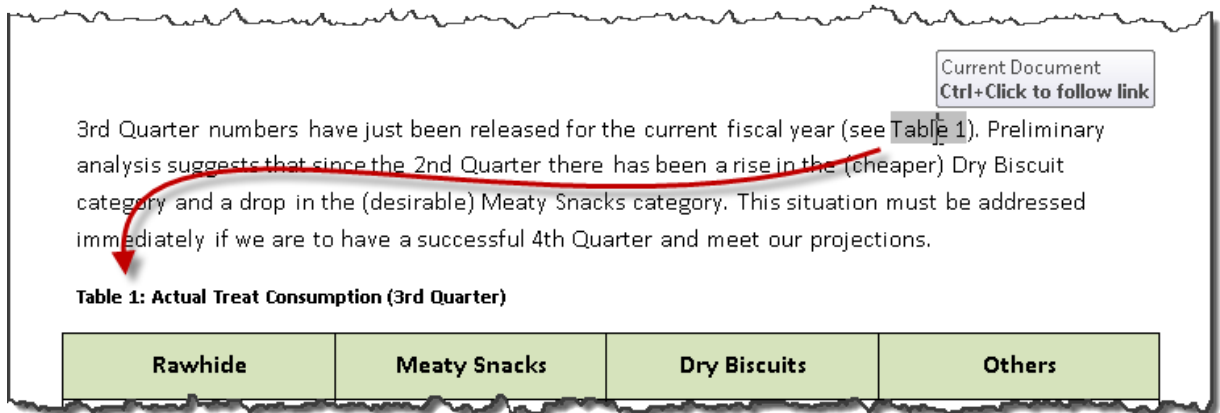 Current Document
Ctrl+Click to follow link
3rd Quarter numbers have just been released for the current fiscal year (see Table 1). Preliminary
analysis suggests that since the 2nd Quarter there has been a rise in the (cheaper) Dry Biscuit
category and a drop in the (desirable) Meaty Snacks category. This situation must be addressed
immediately if we are to have a successful 4th Quarter and meet our projections.
Table 1: Actual Treat Consumption (3rd Quarter)
Rawhide Meaty Snacks Dry Biscuits Others